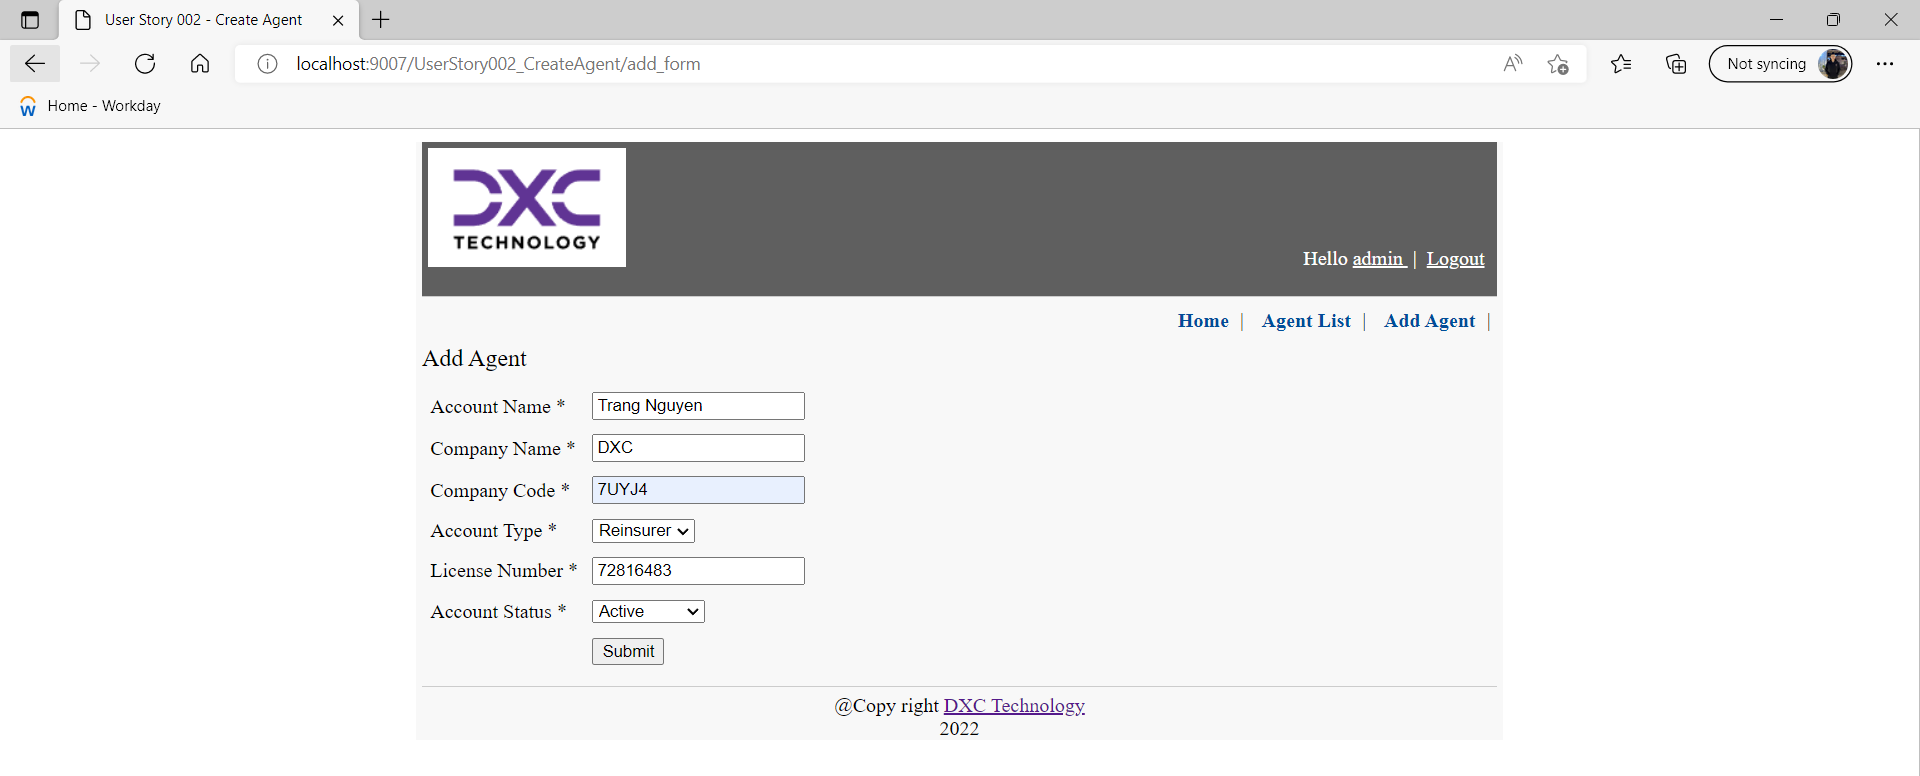 User Story 002 - Create Agent
localhost:9007/UserStory002_CreateAgent/add_form
Not syncing
Home - Workday
DXC
TECHNOLOGY
Hello admin | Logout
Home | Agent List | Add Agent |
Add Agent
Account Name * Trang Nguyen
Company Name * DXC
Company Code * 7UYJ4
Account Type * Reinsurer
License Number * 72816483
Account Status * Active
Submit
@Copy right DXC Technology
2022